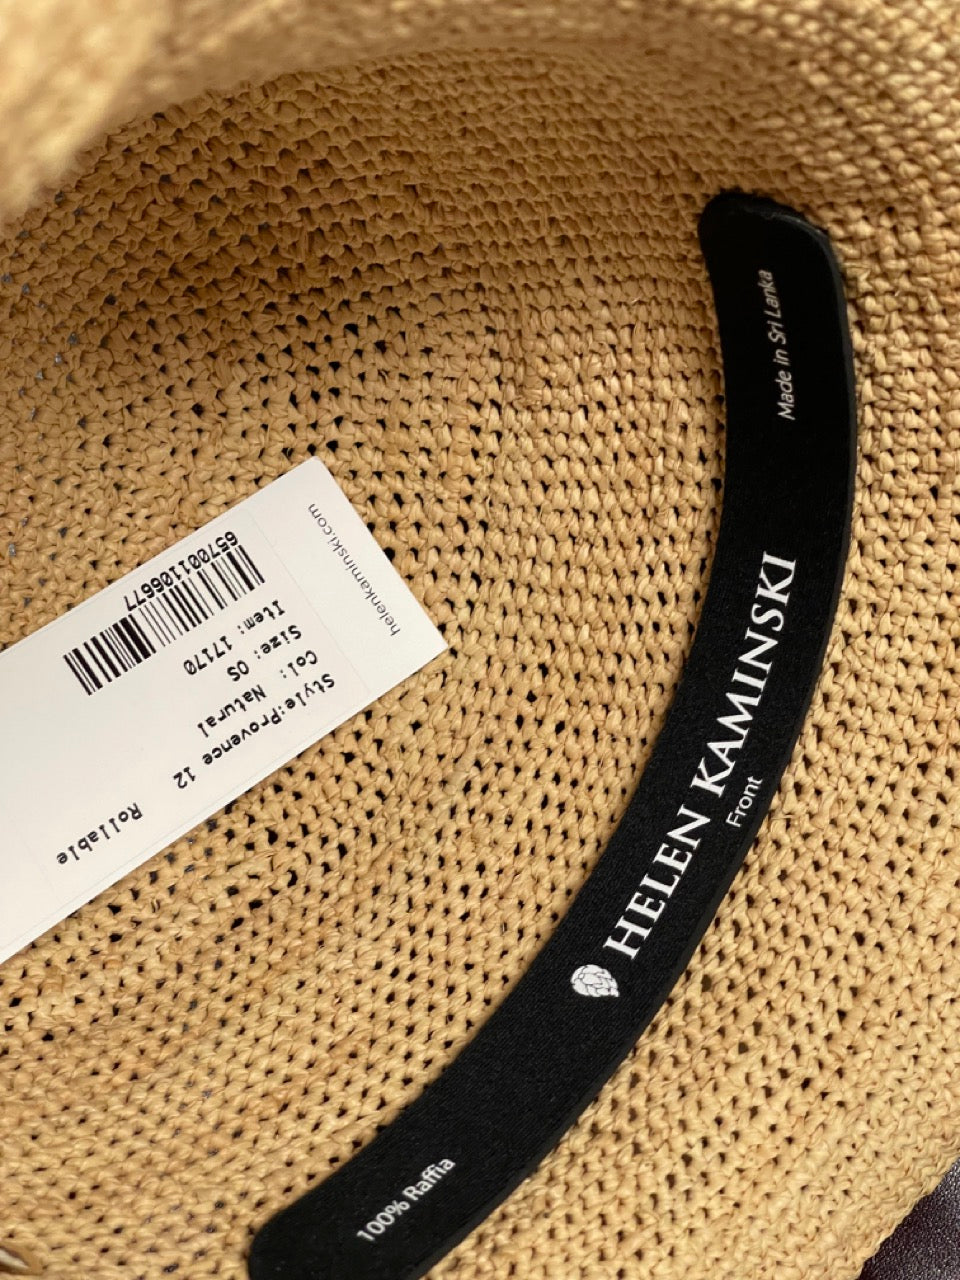 Made in Sri Lanka
HELEN KAMINSKI
Front
100% Raffia
helenkaminski.com
Style:Provence 12
Col: Natural
Size: OS
Item: 17170
657001106677
Rollable